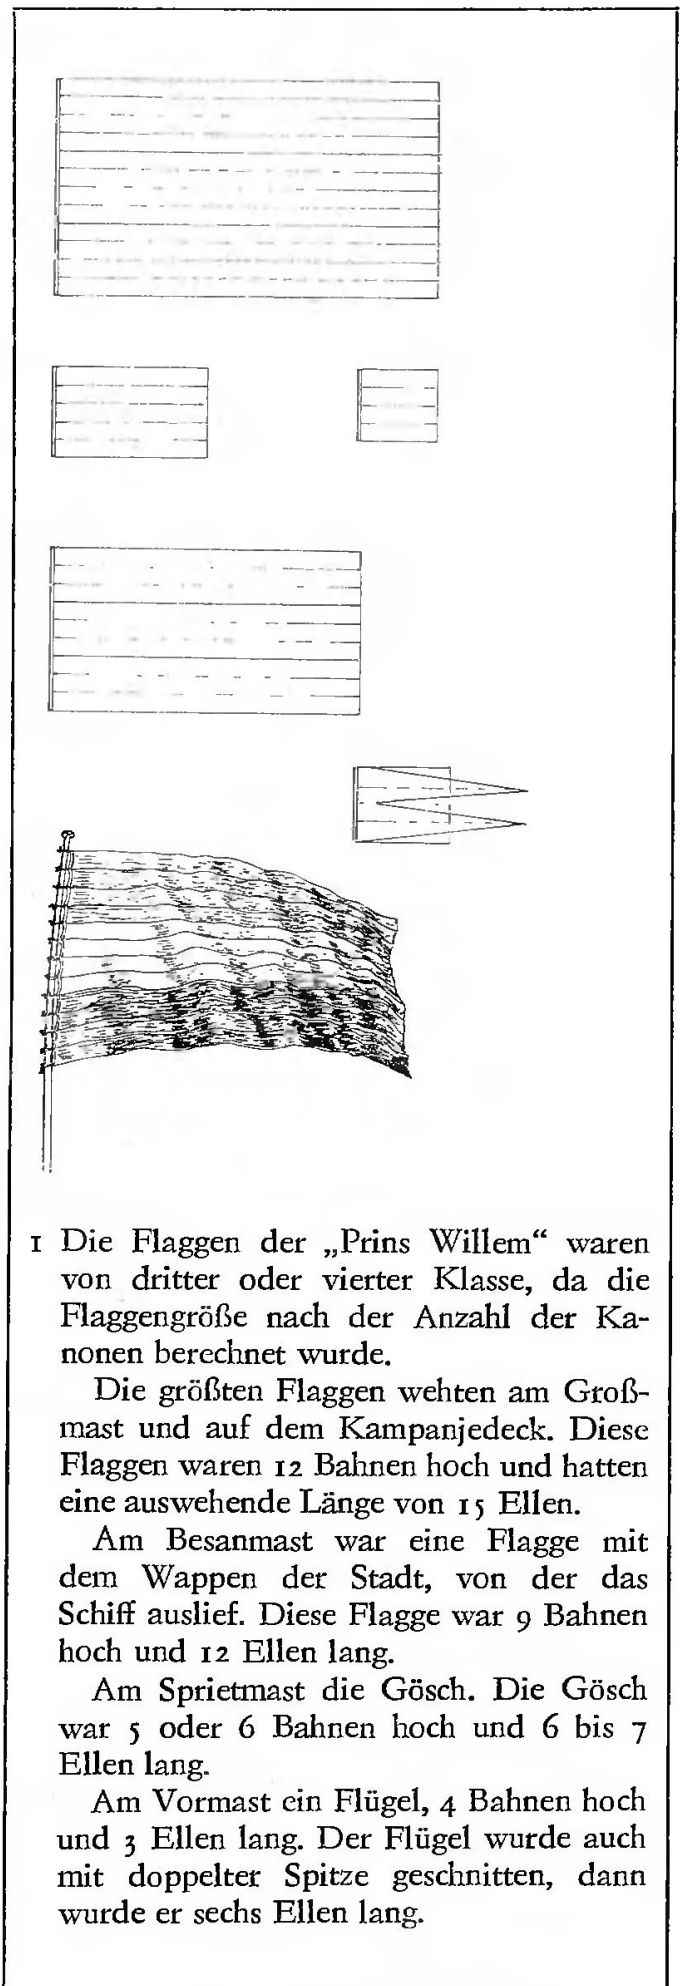 1 Die Flaggen der „Prins Willem“ waren
von dritter oder vierter Klasse, da die
Flaggengröße nach der Anzahl der Ka-
nonen berechnet wurde.
Die größten Flaggen wehten am Groß-
mast und auf dem Kampanjedeck. Diese
Flaggen waren 12 Bahnen hoch und hatten
eine auswehende Länge von 15 Ellen.
Am Besanmast war eine Flagge mit
dem Wappen der Stadt, von der das
Schiff auslief. Diese Flagge war 9 Bahnen
hoch und 12 Ellen lang.
Am Sprietmast die Gösch. Die Gösch
war 5 oder 6 Bahnen hoch und 6 bis 7
Ellen lang.
Am Vormast ein Flügel, 4 Bahnen hoch
und 3 Ellen lang. Der Flügel wurde auch
mit doppelter Spitze geschnitten, dann
wurde er sechs Ellen lang.